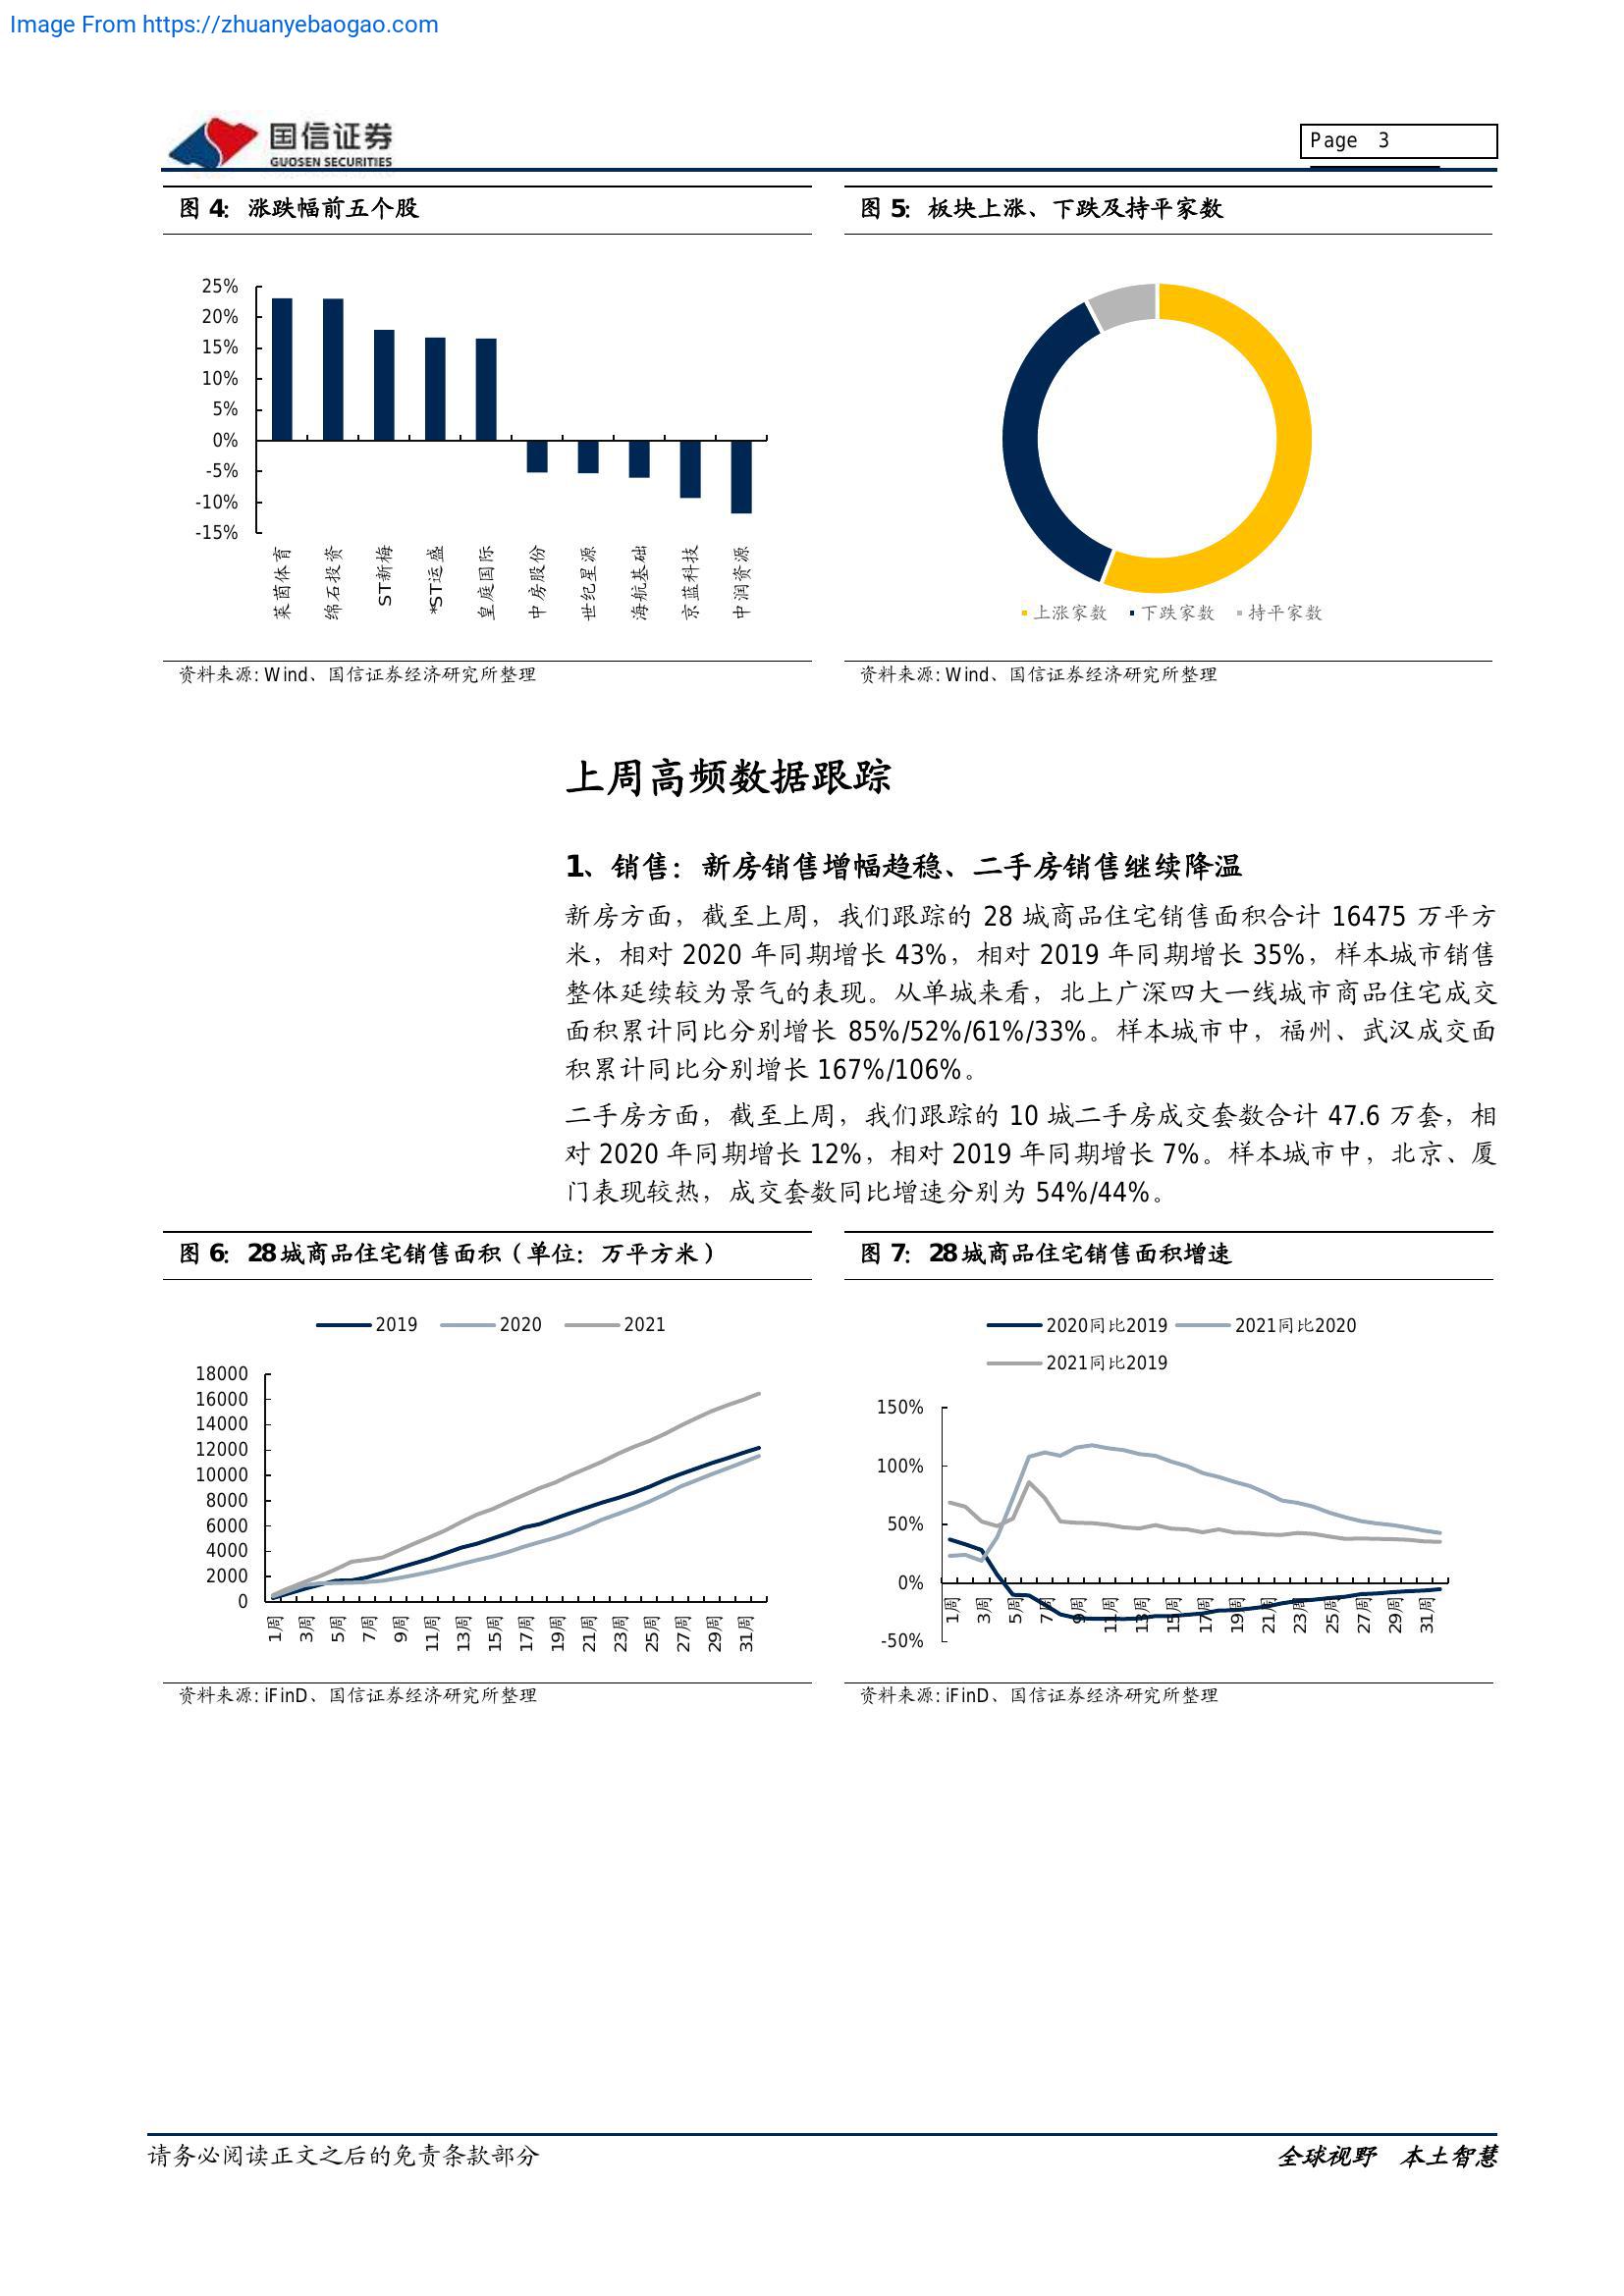 Image From https://zhuanyebaogao.com
国信证券
GUOSEN SECURITIES
Page 3
图 4：涨跌幅前五个股
25%
20%
15%
10%
5%
0%
-5%
-10%
-15%
莱茵体育
绵石投资
ST新梅
*ST运盛
皇庭国际
中房股份
世纪星源
海航基础
京蓝科技
中润资源
资料来源: Wind、国信证券经济研究所整理
图 5：板块上涨、下跌及持平家数
上涨家数 下跌家数 持平家数
资料来源: Wind、国信证券经济研究所整理
上周高频数据跟踪
1、销售：新房销售增幅趋稳、二手房销售继续降温
新房方面，截至上周，我们跟踪的 28 城商品住宅销售面积合计 16475 万平方
米，相对 2020 年同期增长 43%，相对 2019 年同期增长 35%，样本城市销售
整体延续较为景气的表现。从单城来看，北上广深四大一线城市商品住宅成交
面积累计同比分别增长 85%/52%/61%/33%。样本城市中，福州、武汉成交面
积累计同比分别增长 167%/106%。
二手房方面，截至上周，我们跟踪的 10 城二手房成交套数合计 47.6 万套，相
对 2020 年同期增长 12%，相对 2019 年同期增长 7%。样本城市中，北京、厦
门表现较热，成交套数同比增速分别为 54%/44%。
图 6：28城商品住宅销售面积（单位：万平方米）
2019 2020 2021
18000
16000
14000
12000
10000
8000
6000
4000
2000
0
1周
3周
5周
7周
9周
11周
13周
15周
17周
19周
21周
23周
25周
27周
29周
31周
资料来源: iFinD、国信证券经济研究所整理
图 7：28城商品住宅销售面积增速
2020同比2019 2021同比2020
2021同比2019
150%
100%
50%
0%
-50%
1周
3周
5周
7周
9周
11周
13周
15周
17周
19周
21周
23周
25周
27周
29周
31周
资料来源: iFinD、国信证券经济研究所整理
请务必阅读正文之后的免责条款部分
全球视野 本土智慧